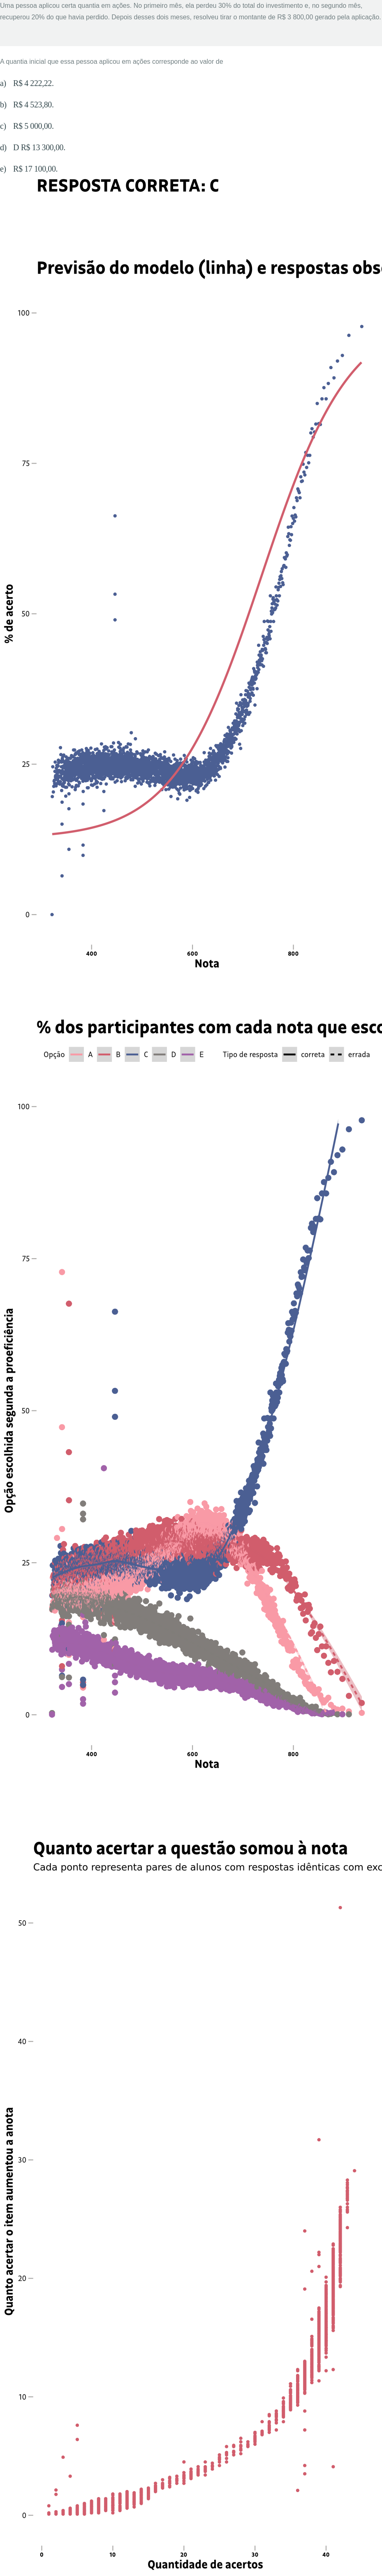 Uma pessoa aplicou certa quantia em ações. No primeiro mês, ela perdeu 30% do total do investimento e, no segundo mês,
recuperou 20% do que havia perdido. Depois desses dois meses, resolveu tirar o montante de R$ 3 800,00 gerado pela aplicação.
A quantia inicial que essa pessoa aplicou em ações corresponde ao valor de
a) R$ 4 222,22.
b) R$ 4 523,80.
c) R$ 5 000,00.
d) D R$ 13 300,00.
e) R$ 17 100,00.
RESPOSTA CORRETA: C
Previsão do modelo (linha) e respostas obs
100
75
50
25
0
% de acerto
400 600 800
Nota
% dos participantes com cada nota que esco
Opção A B C D E Tipo de resposta correta errada
100
75
50
25
0
Opção escolhida segunda a proeficiência
400 600 800
Nota
Quanto acertar a questão somou à nota
Cada ponto representa pares de alunos com respostas idênticas com exc
50
40
30
20
10
0
Quanto acertar o item aumentou a anota
0 10 20 30 40
Quantidade de acertos